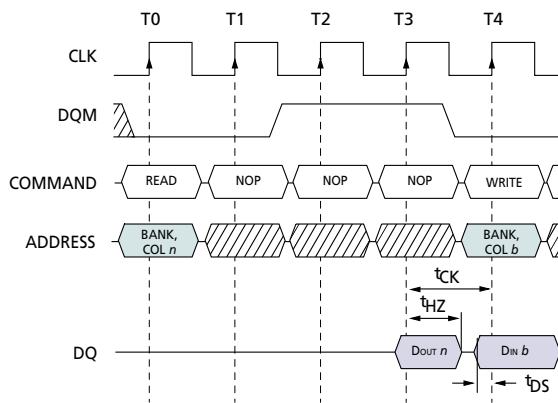 T0 T1 T2 T3 T4
CLK
DQM
COMMAND READ NOP NOP NOP WRITE
ADDRESS BANK, COL n BANK, COL b
tCK
tHZ
DQ DOUT n DIN b
tDS